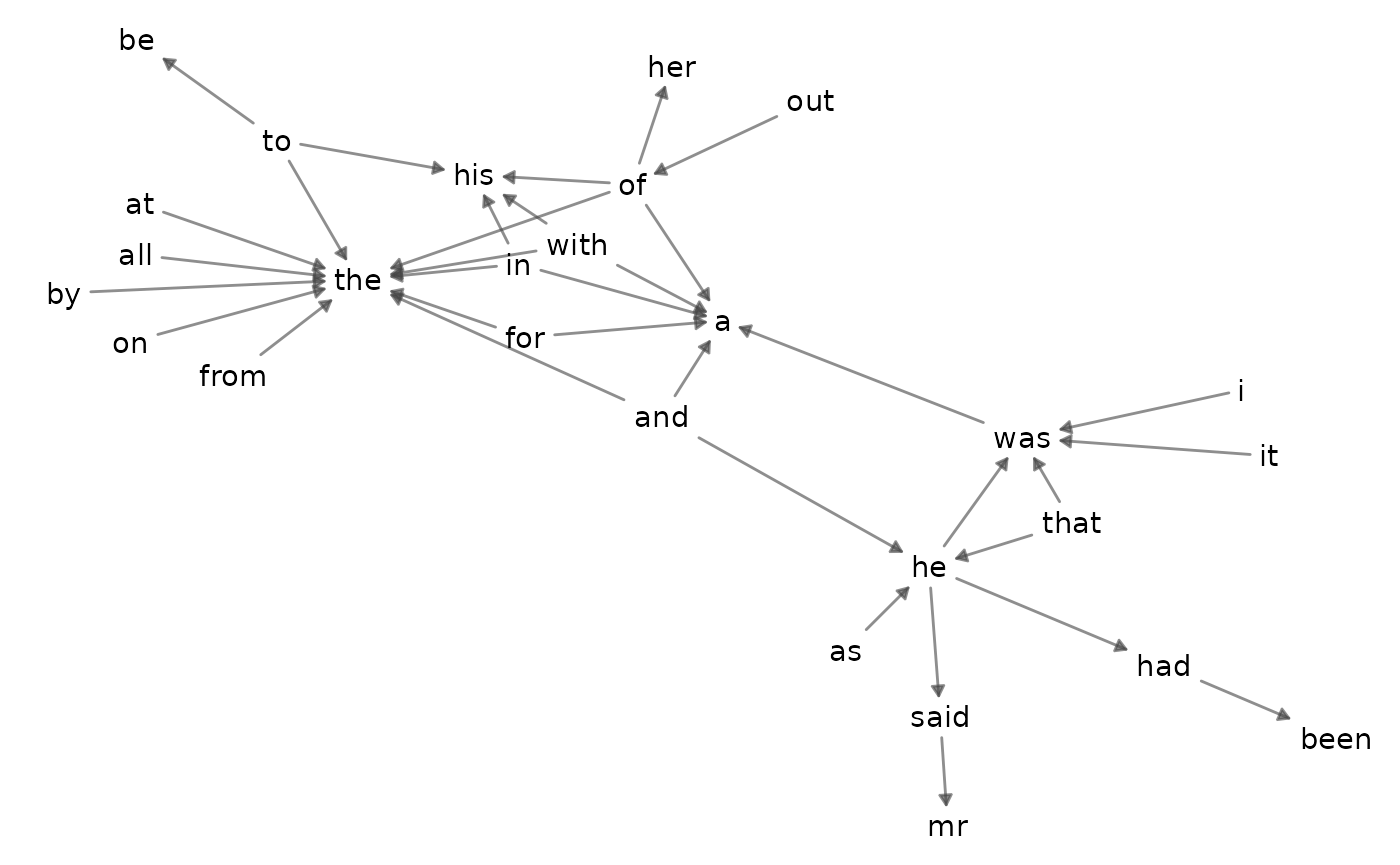 be
her
out
to
his
of
at
with
all
in
the
by
a
on
for
from
and
i
was
it
that
he
as
had
said
been
mr